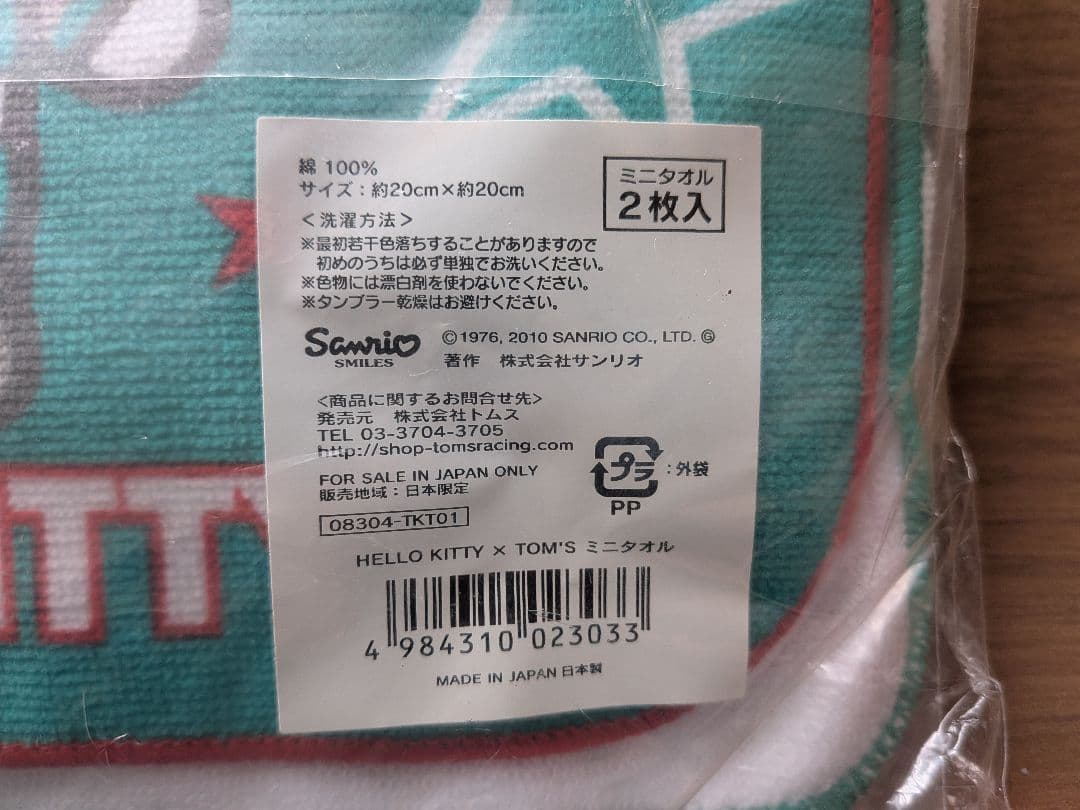 綿 100%
サイズ：約20cm×約20cm
ミニタオル
2枚入
＜洗濯方法＞
※最初若干色落ちすることがありますので
初めのうちは必ず単独でお洗いください。
※色物には漂白剤を使わないでください。
※タンブラー乾燥はお避けください。
Sanrio
SMILES
©1976, 2010 SANRIO CO., LTD. Ⓖ
著作　株式会社サンリオ
<商品に関するお問合せ先>
発売元　株式会社トムス
TEL 03-3704-3705
http://shop-tomsracing.com
FOR SALE IN JAPAN ONLY
販売地域：日本限定
プラ：外袋
PP
08304-TKT01
HELLO KITTY × TOM'S ミニタオル
4 984310 023033
MADE IN JAPAN 日本製
ITTY